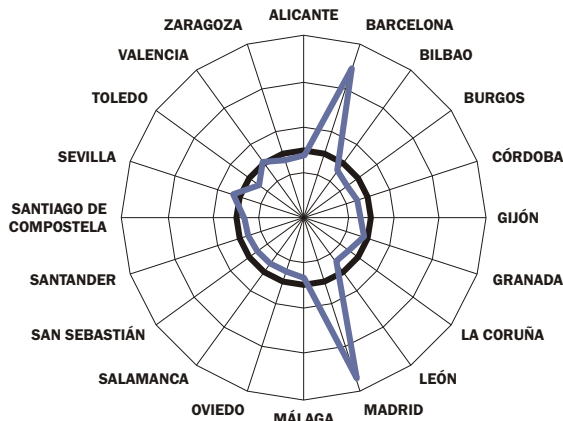 ALICANTE
BARCELONA
BILBAO
BURGOS
CÓRDOBA
GIJÓN
GRANADA
LA CORUÑA
LEÓN
MADRID
MÁLAGA
OVIEDO
SALAMANCA
SAN SEBASTIÁN
SANTANDER
SANTIAGO DE
COMPOSTELA
SEVILLA
TOLEDO
VALENCIA
ZARAGOZA